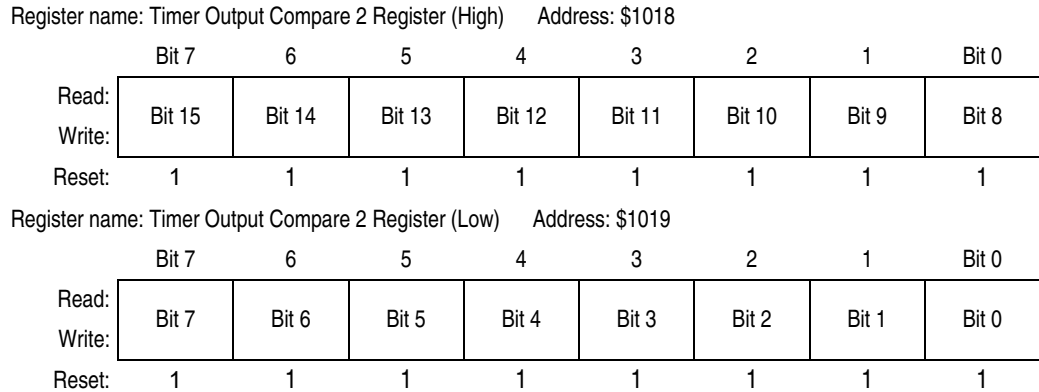 Register name: Timer Output Compare 2 Register (High) Address: $1018
Bit 7 6 5 4 3 2 1 Bit 0
Read:
Bit 15 Bit 14 Bit 13 Bit 12 Bit 11 Bit 10 Bit 9 Bit 8
Write:
Reset: 1 1 1 1 1 1 1 1
Register name: Timer Output Compare 2 Register (Low) Address: $1019
Bit 7 6 5 4 3 2 1 Bit 0
Read:
Bit 7 Bit 6 Bit 5 Bit 4 Bit 3 Bit 2 Bit 1 Bit 0
Write:
Reset: 1 1 1 1 1 1 1 1